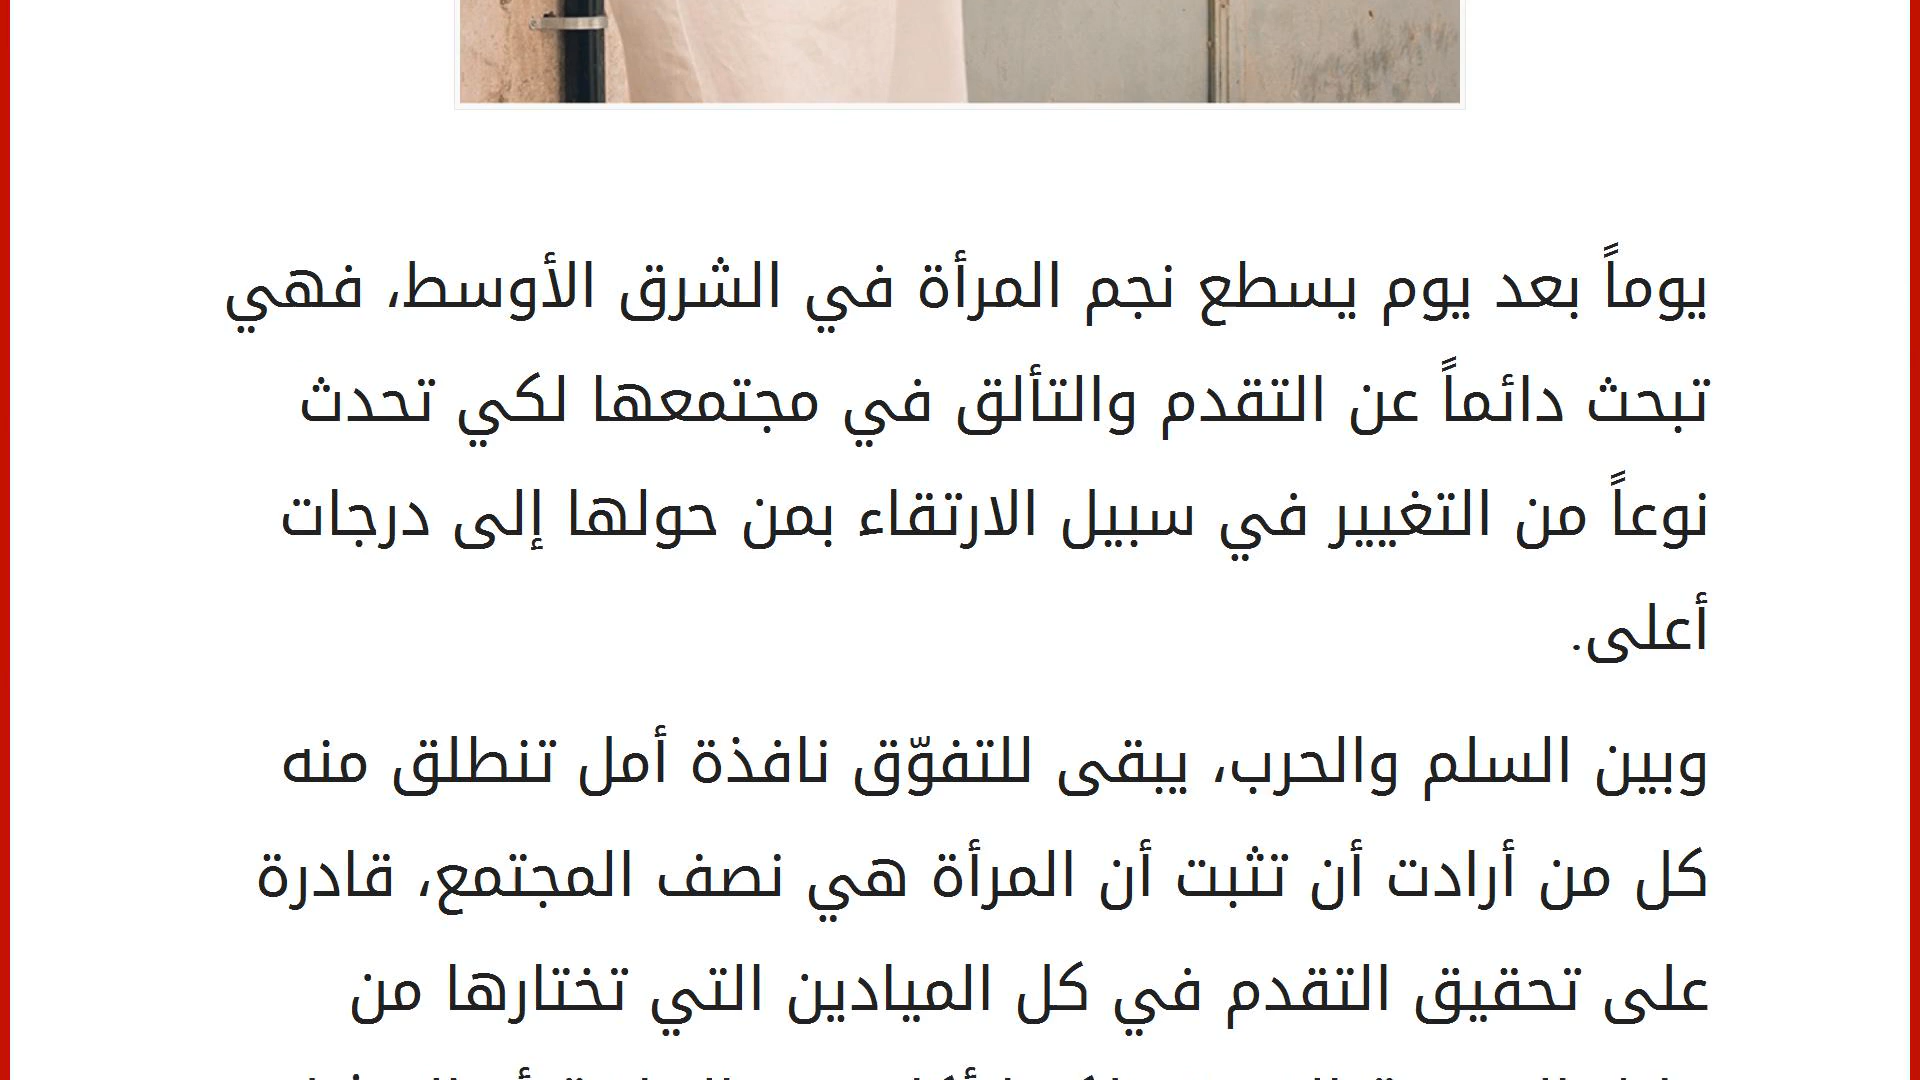 يوماً بعد يوم يسطع نجم المرأة في الشرق الأوسط، فهي
تبحث دائماً عن التقدم والتألق في مجتمعها لكي تحدث
نوعاً من التغيير في سبيل الارتقاء بمن حولها إلى درجات
أعلى.
وبين السلم والحرب، يبقى للتفوّق نافذة أمل تنطلق منه
كل من أرادت أن تثبت أن المرأة هي نصف المجتمع، قادرة
على تحقيق التقدم في كل الميادين التي تختارها من